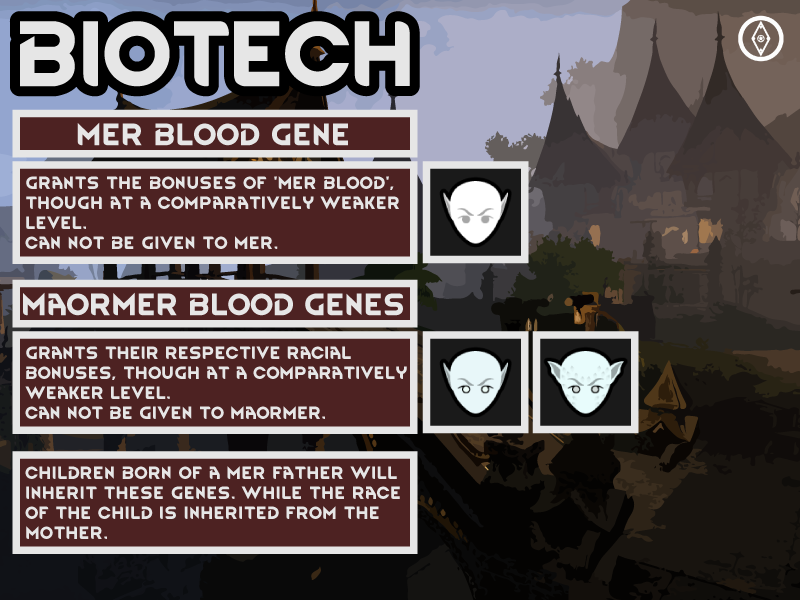 BIOTECH
MER BLOOD GENE
GRANTS THE BONUSES OF 'MER BLOOD',
THOUGH AT A COMPARATIVELY WEAKER
LEVEL.
CAN NOT BE GIVEN TO MER.
MAORMER BLOOD GENES
GRANTS THEIR RESPECTIVE RACIAL
BONUSES, THOUGH AT A COMPARATIVELY
WEAKER LEVEL.
CAN NOT BE GIVEN TO MAORMER.
CHILDREN BORN OF A MER FATHER WILL
INHERIT THESE GENES. WHILE THE RACE
OF THE CHILD IS INHERITED FROM THE
MOTHER.